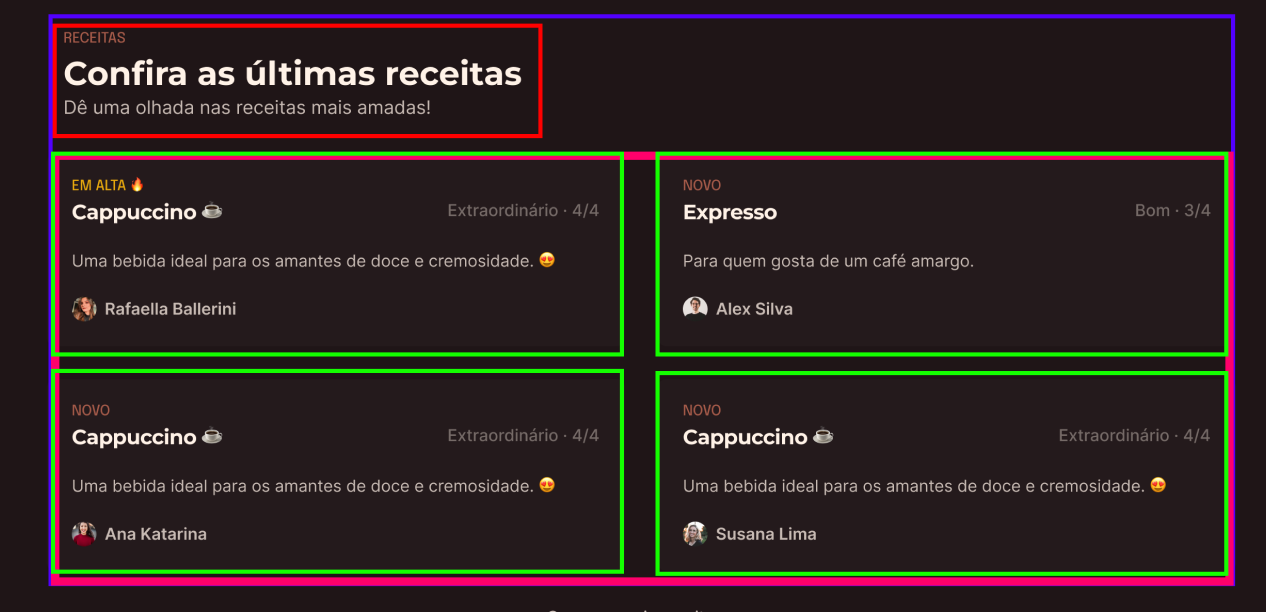 RECEITAS
Confira as últimas receitas
Dê uma olhada nas receitas mais amadas!
EM ALTA 🔥
Cappuccino ☕
Extraordinário · 4/4
Uma bebida ideal para os amantes de doce e cremosidade. 😍
Rafaella Ballerini
NOVO
Expresso
Bom · 3/4
Para quem gosta de um café amargo.
Alex Silva
NOVO
Cappuccino ☕
Extraordinário · 4/4
Uma bebida ideal para os amantes de doce e cremosidade. 😍
Ana Katarina
NOVO
Cappuccino ☕
Extraordinário · 4/4
Uma bebida ideal para os amantes de doce e cremosidade. 😍
Susana Lima